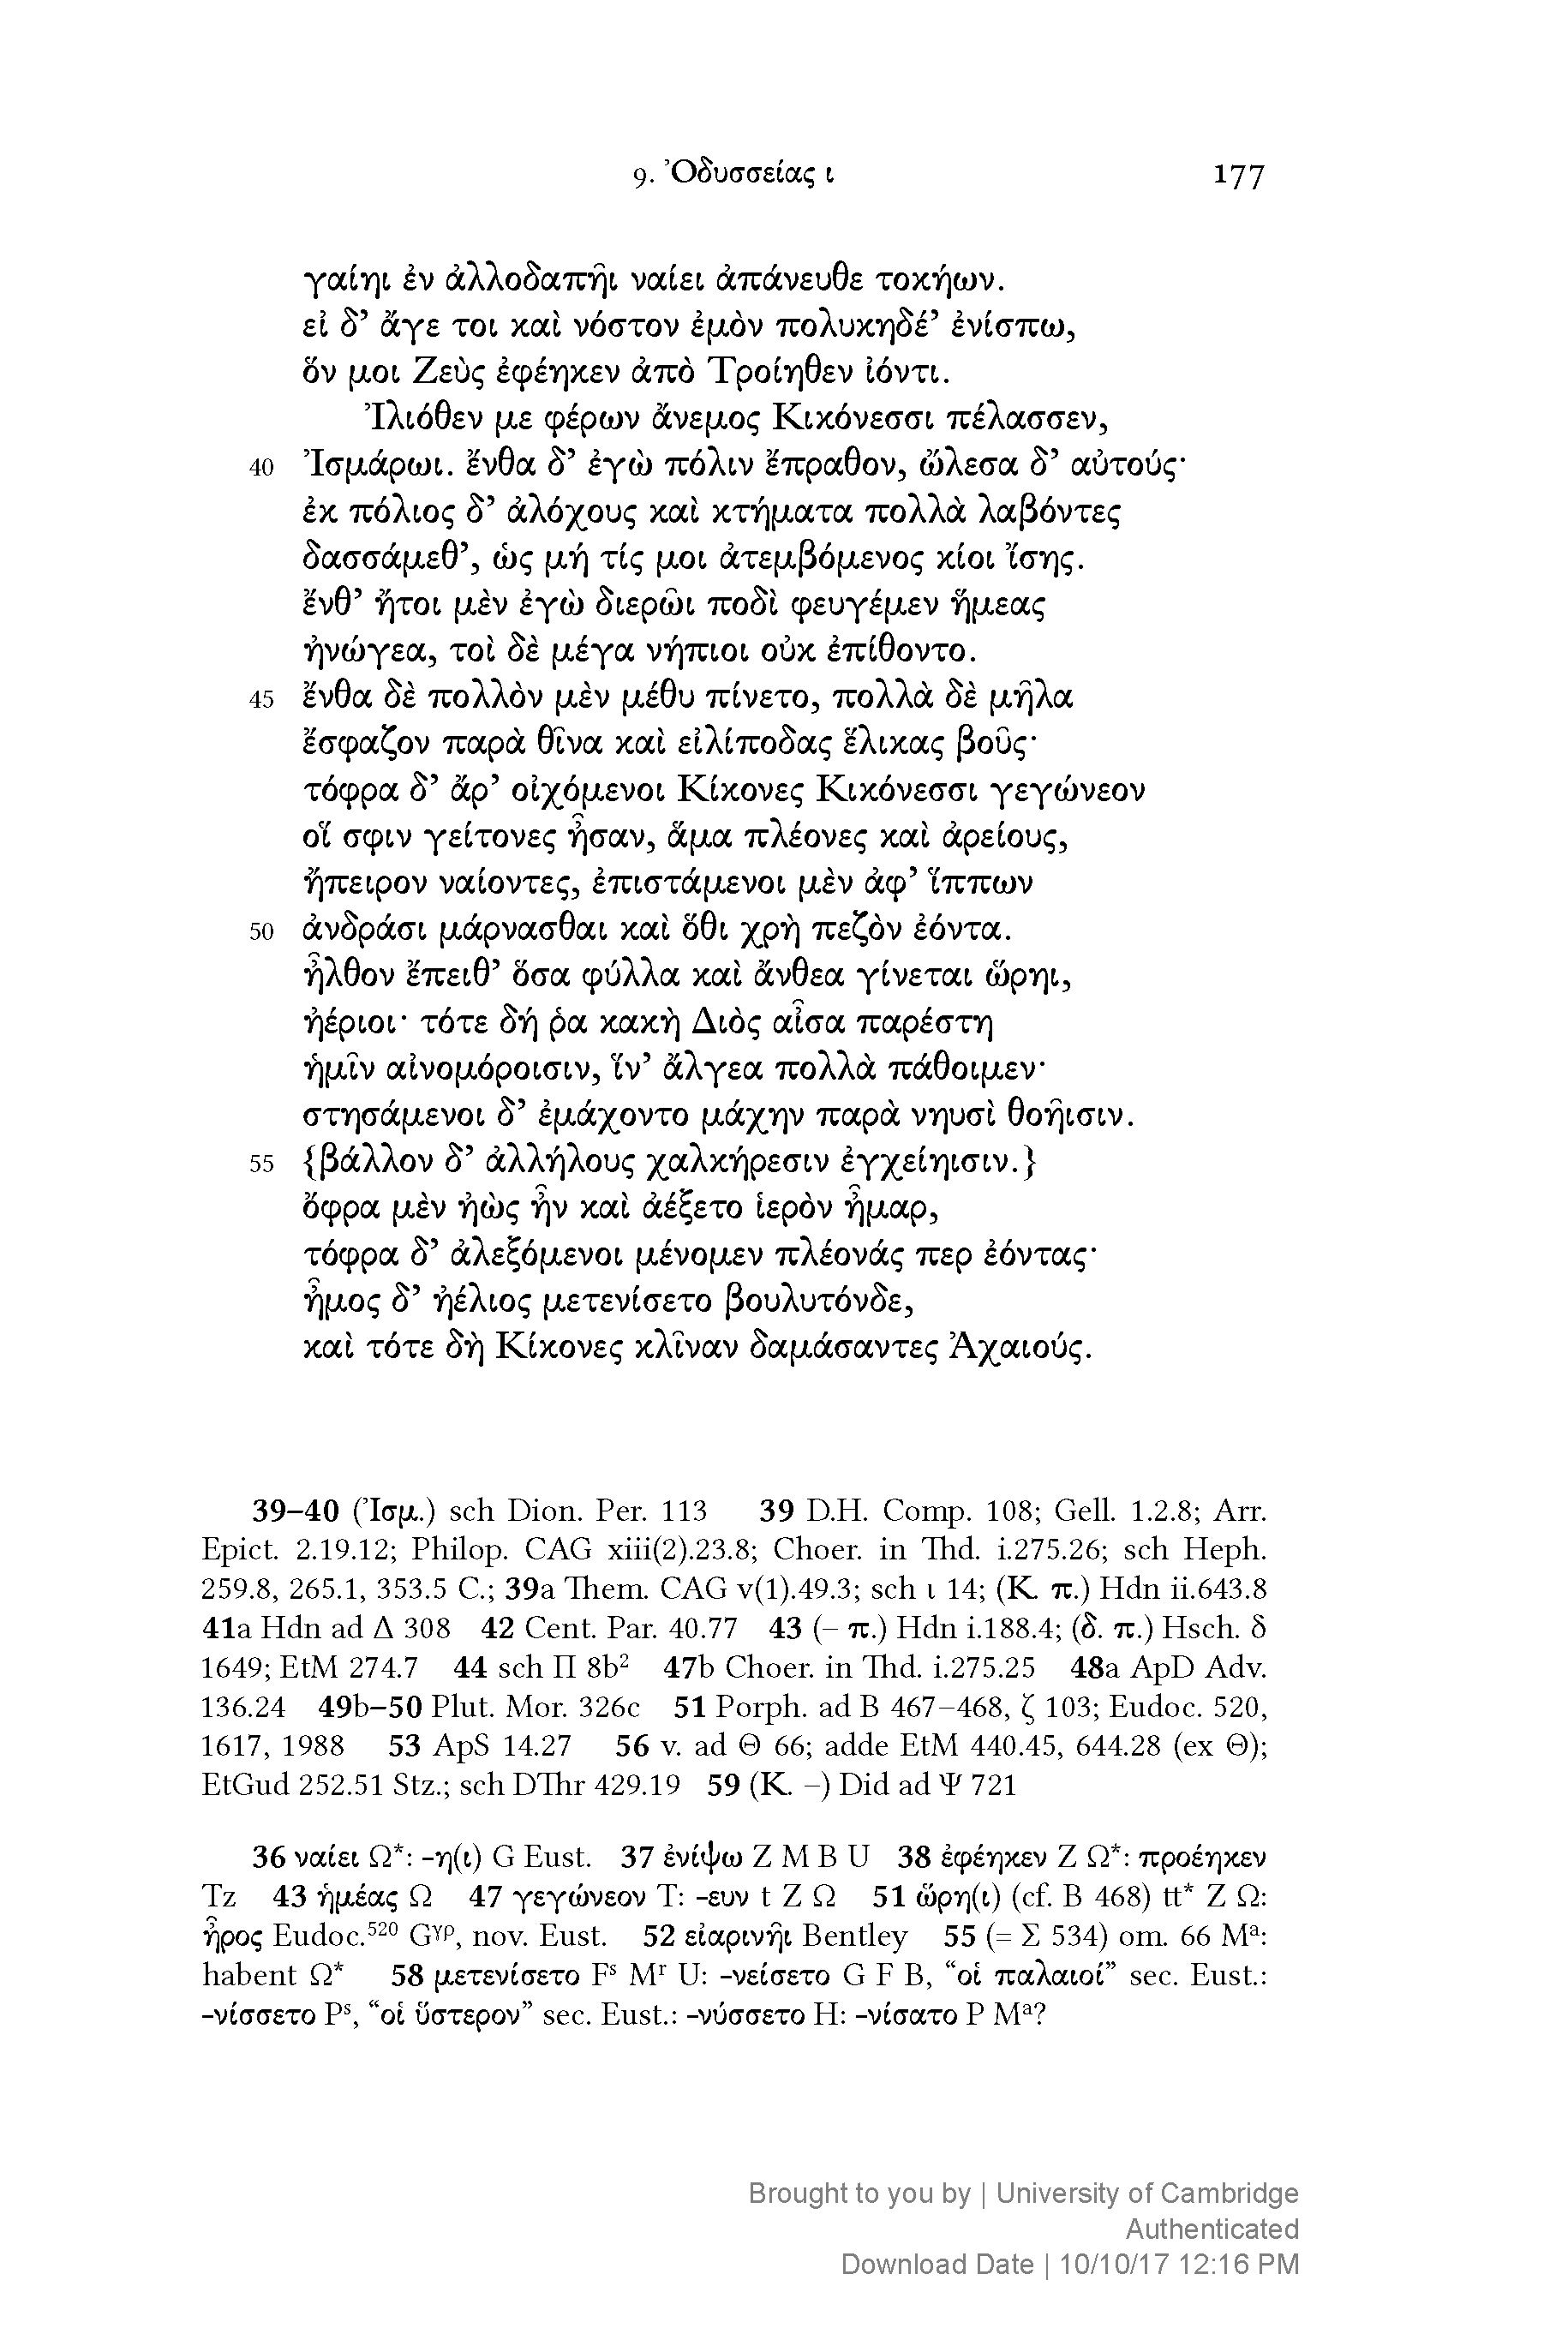 9. Ὀδυσσείας ι 177
γαίηι ἐν ἀλλοδαπῆι ναίει ἀπάνευθε τοκήων.
εἰ δ’ ἄγε τοι καὶ νόστον ἐμὸν πολυκηδέ’ ἐνίσπω,
ὅν μοι Ζεὺς ἐφέηκεν ἀπὸ Τροίηθεν ἰόντι.
Ἰλιόθεν με φέρων ἄνεμος Κικόνεσσι πέλασσεν,
40 Ἰσμάρωι. ἔνθα δ’ ἐγὼ πόλιν ἔπραθον, ὤλεσα δ’ αὐτούς·
ἐκ πόλιος δ’ ἀλόχους καὶ κτήματα πολλὰ λαβόντες
δασσάμεθ’, ὡς μή τίς μοι ἀτεμβόμενος κίοι ἴσης.
ἔνθ’ ἤτοι μὲν ἐγὼ διερῶι ποδὶ φευγέμεν ἥμεας
ἠνώγεα, τοὶ δὲ μέγα νήπιοι οὐκ ἐπίθοντο.
45 ἔνθα δὲ πολλὸν μὲν μέθυ πίνετο, πολλὰ δὲ μῆλα
ἔσφαζον παρὰ θῖνα καὶ εἰλίποδας ἕλικας βοῦς·
τόφρα δ’ ἄρ’ οἰχόμενοι Κίκονες Κικόνεσσι γεγώνεον
οἵ σφιν γείτονες ἦσαν, ἅμα πλέονες καὶ ἀρείους,
ἤπειρον ναίοντες, ἐπιστάμενοι μὲν ἀφ’ ἵππων
50 ἀνδράσι μάρνασθαι καὶ ὅθι χρὴ πεζὸν ἐόντα.
ἦλθον ἔπειθ’ ὅσα φύλλα καὶ ἄνθεα γίνεται ὥρηι,
ἠέριοι· τότε δή ῥα κακὴ Διὸς αἶσα παρέστη
ἡμῖν αἰνομόροισιν, ἵν’ ἄλγεα πολλὰ πάθοιμεν·
στησάμενοι δ’ ἐμάχοντο μάχην παρὰ νηυσὶ θοῆισιν.
55 {βάλλον δ’ ἀλλήλους χαλκήρεσιν ἐγχείηισιν.}
ὄφρα μὲν ἠὼς ἦν καὶ ἀέξετο ἱερὸν ἦμαρ,
τόφρα δ’ ἀλεξόμενοι μένομεν πλέονάς περ ἐόντας·
ἦμος δ’ ἠέλιος μετενίσετο βουλυτόνδε,
καὶ τότε δὴ Κίκονες κλῖναν δαμάσαντες Ἀχαιούς.
39–40 (Ἰσμ.) sch Dion. Per. 113 39 D.H. Comp. 108; Gell. 1.2.8; Arr.
Epict. 2.19.12; Philop. CAG xiii(2).23.8; Choer. in Thd. i.275.26; sch Heph.
259.8, 265.1, 353.5 C.; 39a Them. CAG v(1).49.3; sch ι 14; (K. π.) Hdn ii.643.8
41a Hdn ad Δ 308 42 Cent. Par. 40.77 43 (– π.) Hdn i.188.4; (δ. π.) Hsch. δ
1649; EtM 274.7 44 sch Π 8b² 47b Choer. in Thd. i.275.25 48a ApD Adv.
136.24 49b–50 Plut. Mor. 326c 51 Porph. ad B 467–468, ζ 103; Eudoc. 520,
1617, 1988 53 ApS 14.27 56 v. ad Θ 66; adde EtM 440.45, 644.28 (ex Θ);
EtGud 252.51 Stz.; sch DThr 429.19 59 (K. –) Did ad Ψ 721
36 ναίει Ω*: -η(ι) G Eust. 37 ἐνίψω Z M B U 38 ἐφέηκεν Z Ω*: προέηκεν
Tz 43 ἡμέας Ω 47 γεγώνεον T: -ευν t Z Ω 51 ὥρη(ι) (cf. B 468) tt* Z Ω:
ἦρος Eudoc.⁵²⁰ Gᵞᵖ, nov. Eust. 52 εἰαρινῆι Bentley 55 (= Σ 534) om. 66 Mᵃ:
habent Ω* 58 μετενίσετο Fˢ Mʳ U: -νείσετο G F B, “οἱ παλαιοί” sec. Eust.:
-νίσσετο Pˢ, “οἱ ὕστερον” sec. Eust.: -νύσσετο H: -νίσατο P Mᵃ?
Brought to you by | University of Cambridge
Authenticated
Download Date | 10/10/17 12:16 PM